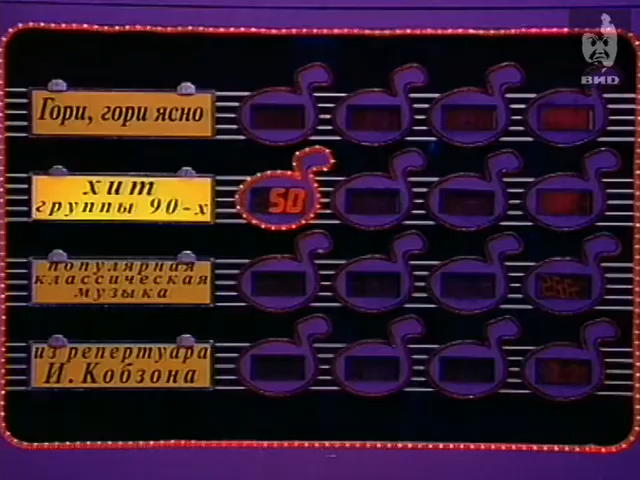 ВИD
Гори, гори ясно
хит
группы 90-х
50
популярная
классическая
музыка
из репертуара
И. Кобзона